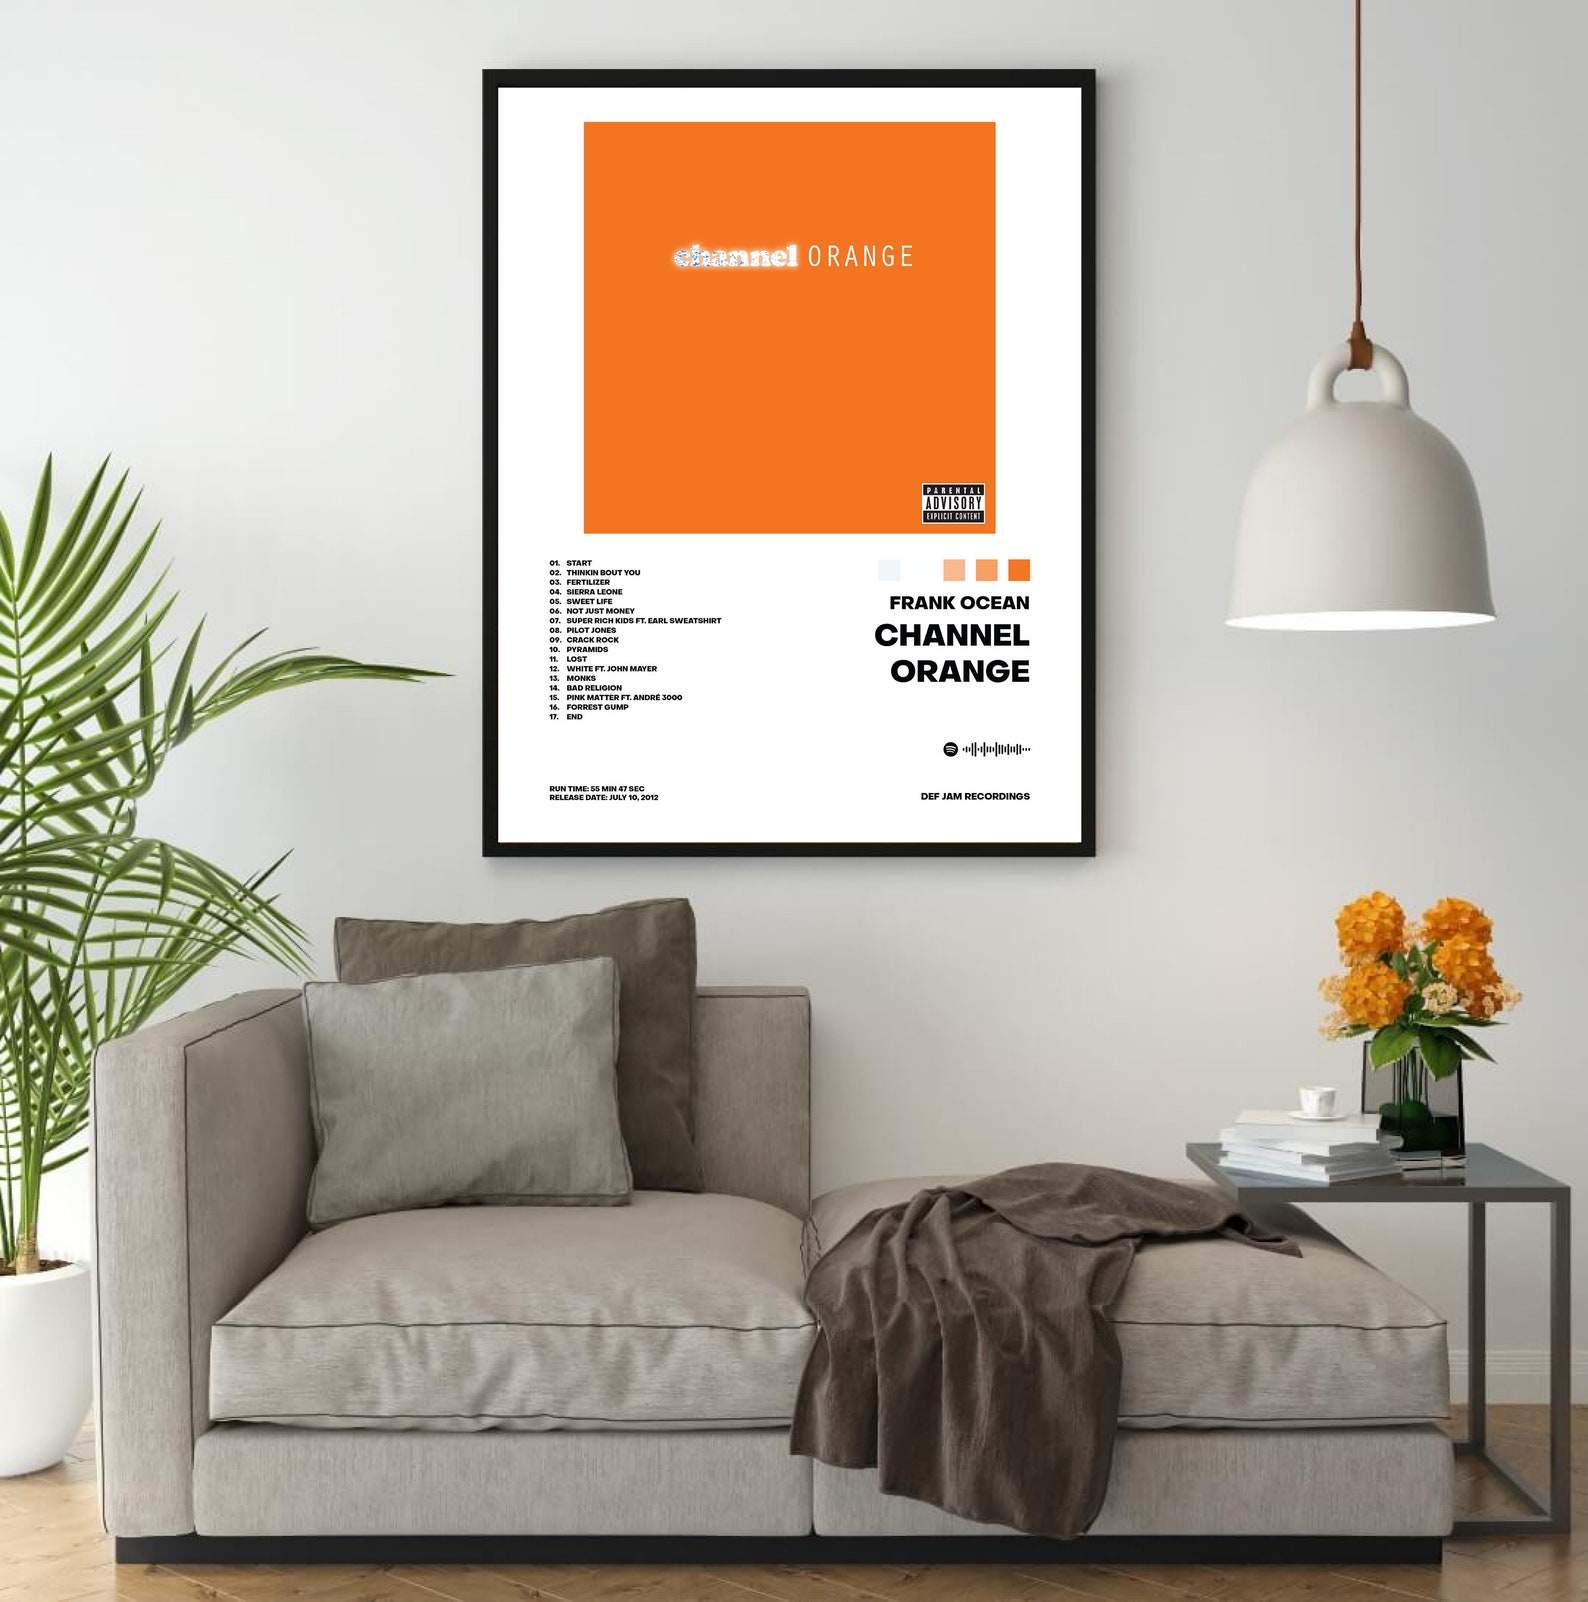 channel ORANGE
PARENTAL
ADVISORY
EXPLICIT CONTENT
01. START
02. THINKIN BOUT YOU
03. FERTILIZER
04. SIERRA LEONE
05. SWEET LIFE
06. NOT JUST MONEY
07. SUPER RICH KIDS FT. EARL SWEATSHIRT
08. PILOT JONES
09. CRACK ROCK
10. PYRAMIDS
11. LOST
12. WHITE FT. JOHN MAYER
13. MONKS
14. BAD RELIGION
15. PINK MATTER FT. ANDRÉ 3000
16. FORREST GUMP
17. END
FRANK OCEAN
CHANNEL
ORANGE
RUN TIME: 55 MIN 47 SEC
RELEASE DATE: JULY 10, 2012
DEF JAM RECORDINGS